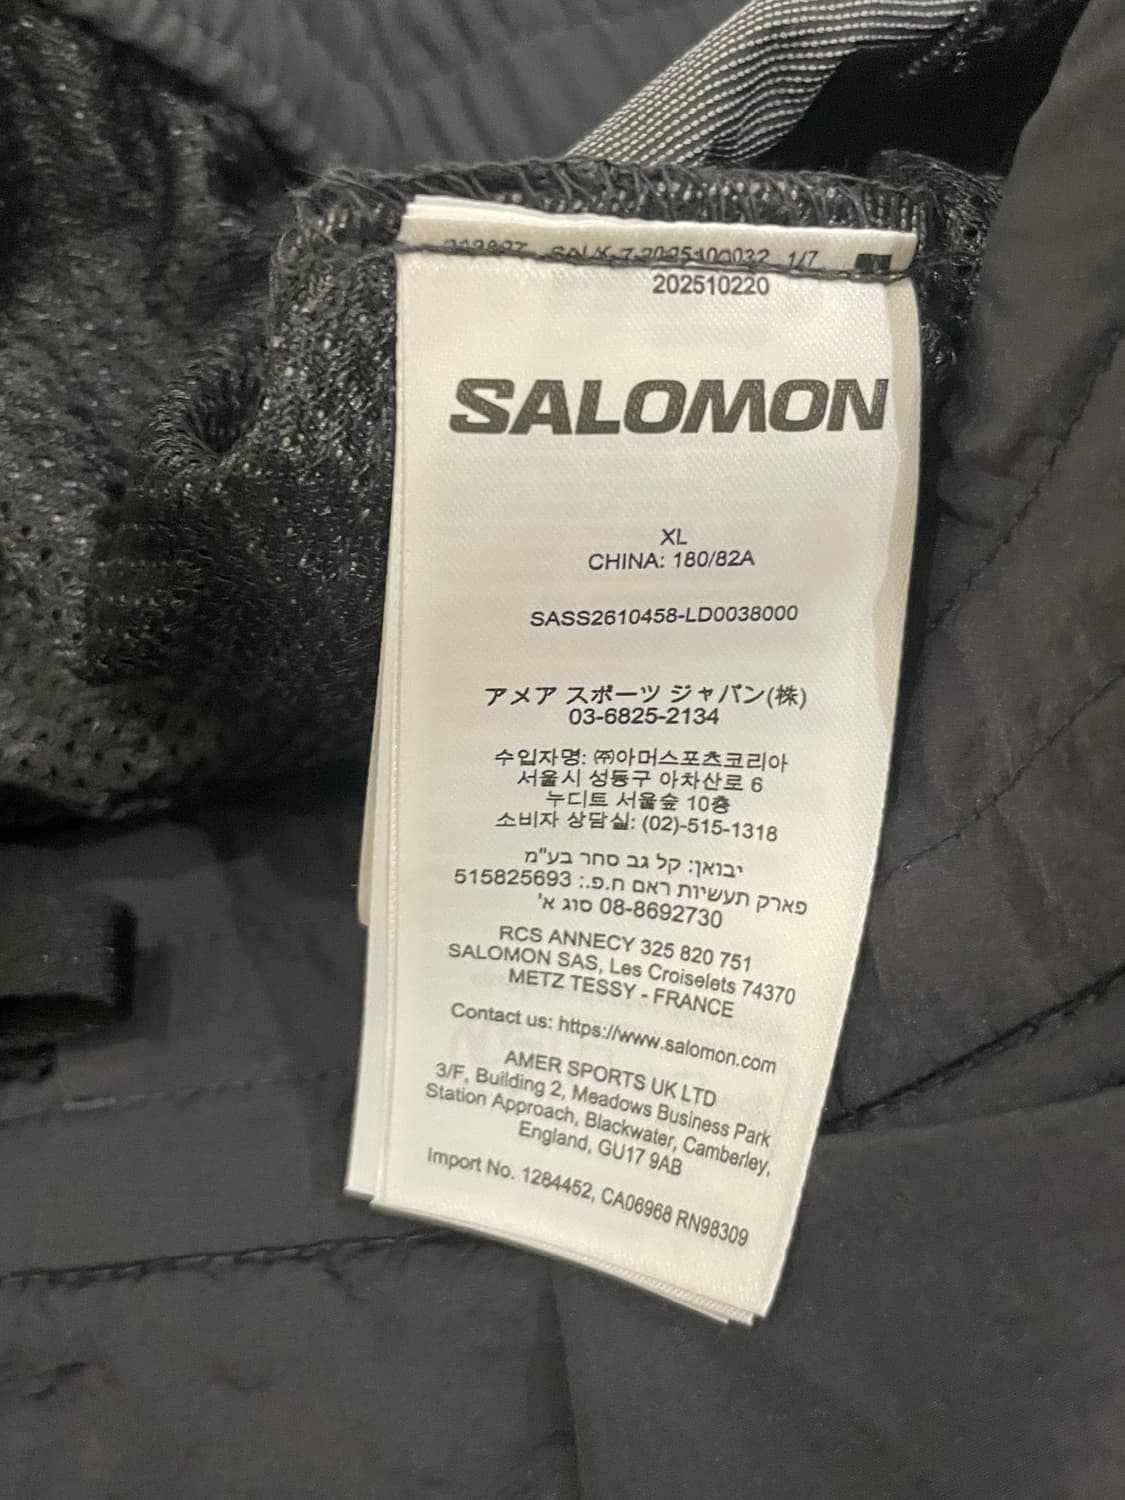 1/7
202510220
SALOMON
XL
CHINA: 180/82A
SASS2610458-LD0038000
アメア スポーツ ジャパン(株)
03-6825-2134
수입자명: ㈜아머스포츠코리아
서울시 성동구 아차산로 6
누디트 서울숲 10층
소비자 상담실: (02)-515-1318
יבואן: קל גב סחר בע"מ
פארק תעשיות ראם ח.פ.: 515825693
08-8692730 סוג א'
RCS ANNECY 325 820 751
SALOMON SAS, Les Croiselets 74370
METZ TESSY - FRANCE
Contact us: https://www.salomon.com
AMER SPORTS UK LTD
3/F, Building 2, Meadows Business Park
Station Approach, Blackwater, Camberley,
England, GU17 9AB
Import No. 1284452, CA06968 RN98309